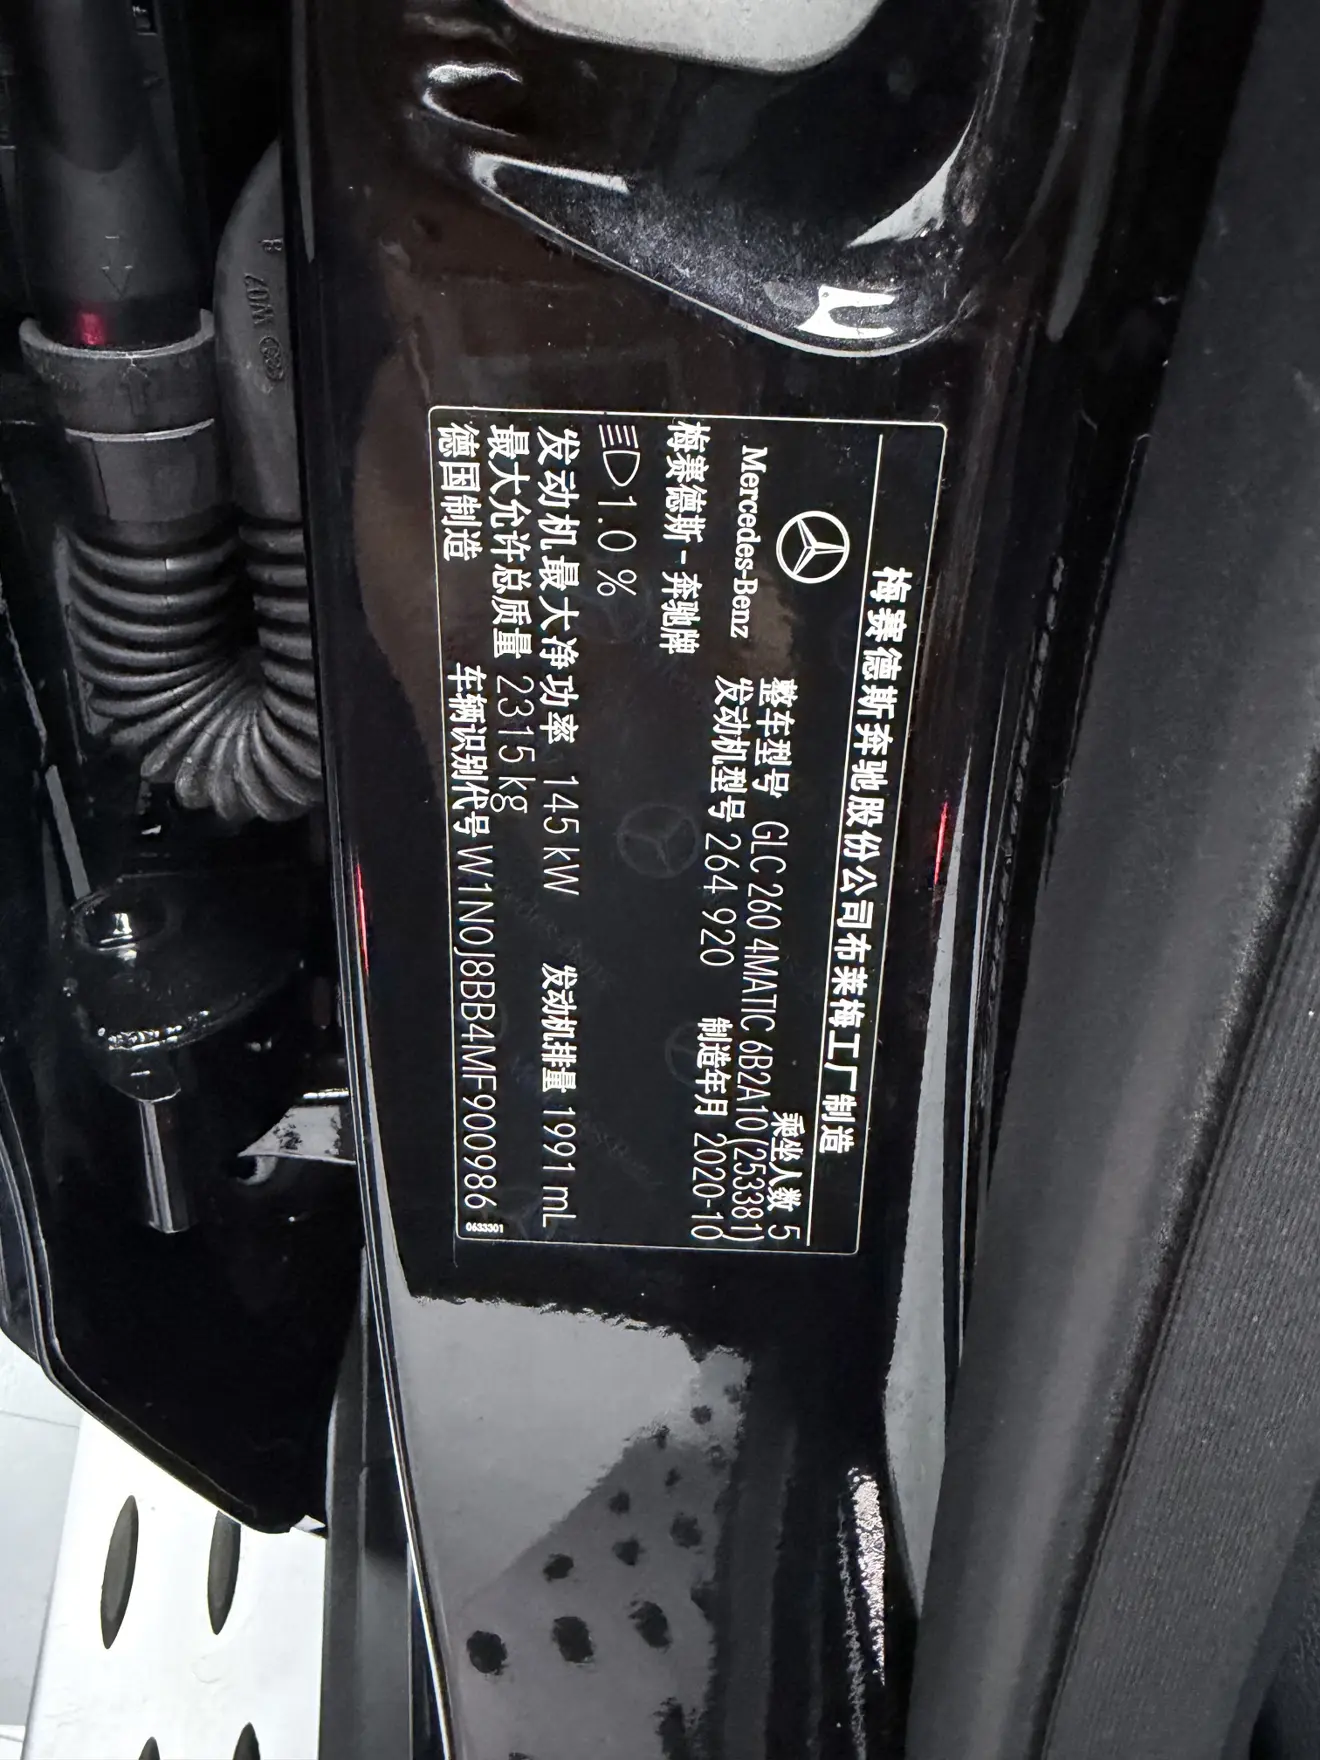 梅赛德斯奔驰股份公司布莱梅工厂制造
乘坐人数 5
Mercedes-Benz
整车型号 GLC 260 4MATIC 6B2A10(253381)
梅赛德斯-奔驰牌
发动机型号 264 920
制造年月 2020-10
1.0 %
发动机最大净功率 145 kW
发动机排量 1991 mL
最大允许总质量 2315 kg
德国制造
车辆识别代号 W1N0J8BB4MF900986
0633301